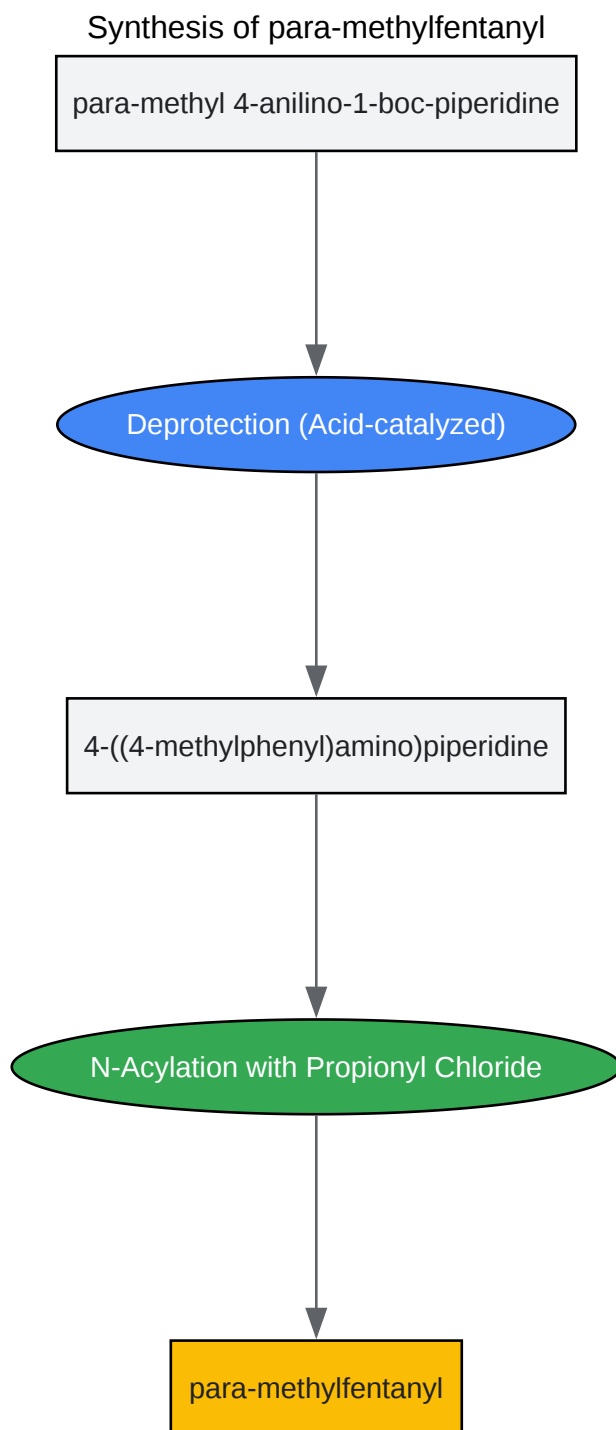 Synthesis of para-methylfentanyl
para-methyl 4-anilino-1-boc-piperidine
Deprotection (Acid-catalyzed)
4-((4-methylphenyl)amino)piperidine
N-Acylation with Propionyl Chloride
para-methylfentanyl